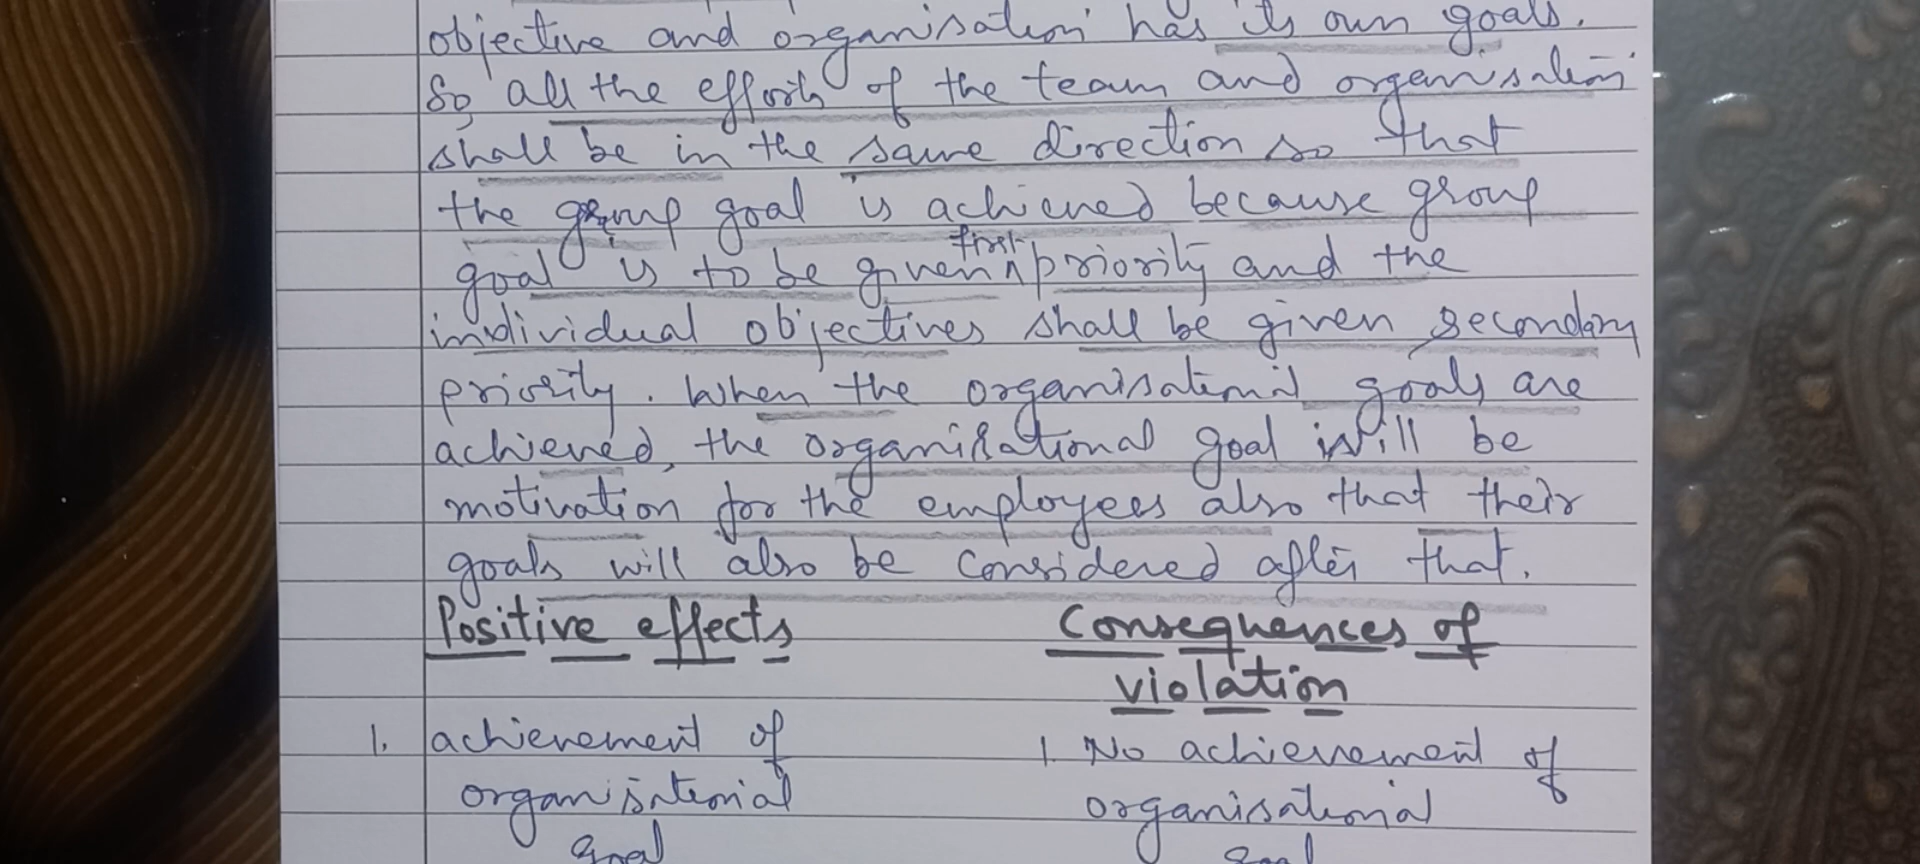 objective and organisation has its own goals.
So, all the efforts of the team and organisation
shall be in the same direction so that
the group goal is achieved because group
goal is to be given first priority and the
individual objectives shall be given secondary
priority. When the organisational goals are
achieved, the organisational goal will be
motivation for the employees also that their
goals will also be considered after that.
Positive effects
1. achievement of
organisational
goal
Consequences of
violation
1. No achievement of
organisational
goal